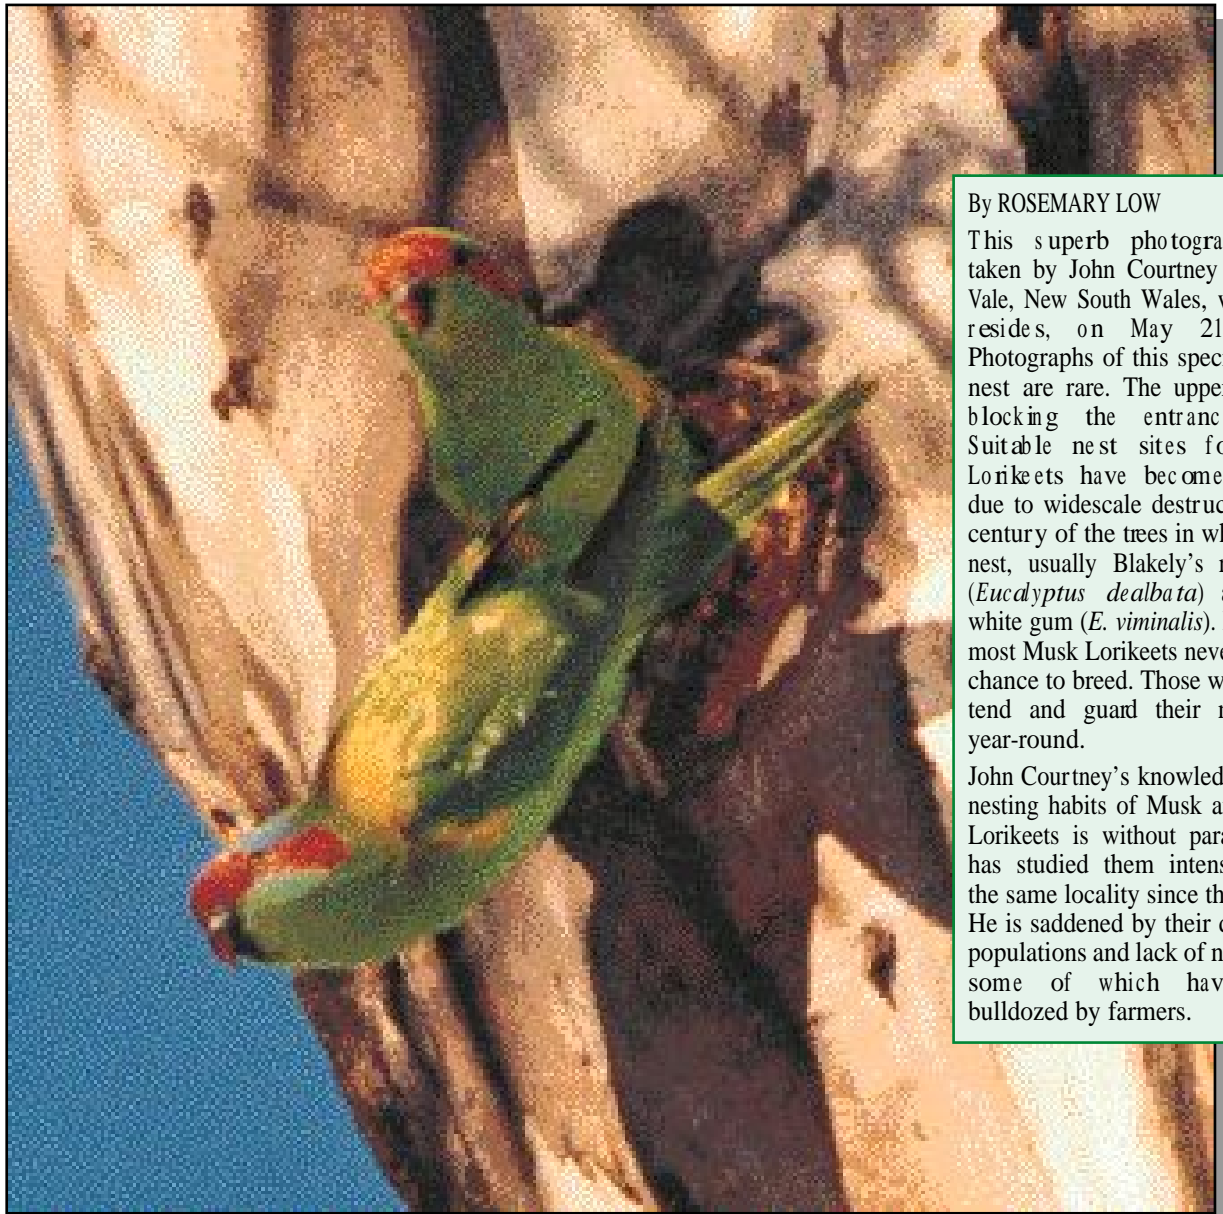 By ROSEMARY LOW
This superb photogra
taken by John Courtney
Vale, New South Wales, w
resides, on May 21
Photographs of this speci
nest are rare. The upper
blocking the entranc
Suitable nest sites fo
Lorikeets have become
due to widescale destruc
century of the trees in wh
nest, usually Blakely's r
(Eucalyptus dealbata)
white gum (E. viminalis).
most Musk Lorikeets neve
chance to breed. Those w
tend and guard their n
year-round.
John Courtney's knowled
nesting habits of Musk a
Lorikeets is without para
has studied them intens
the same locality since th
He is saddened by their d
populations and lack of n
some of which hav
bulldozed by farmers.